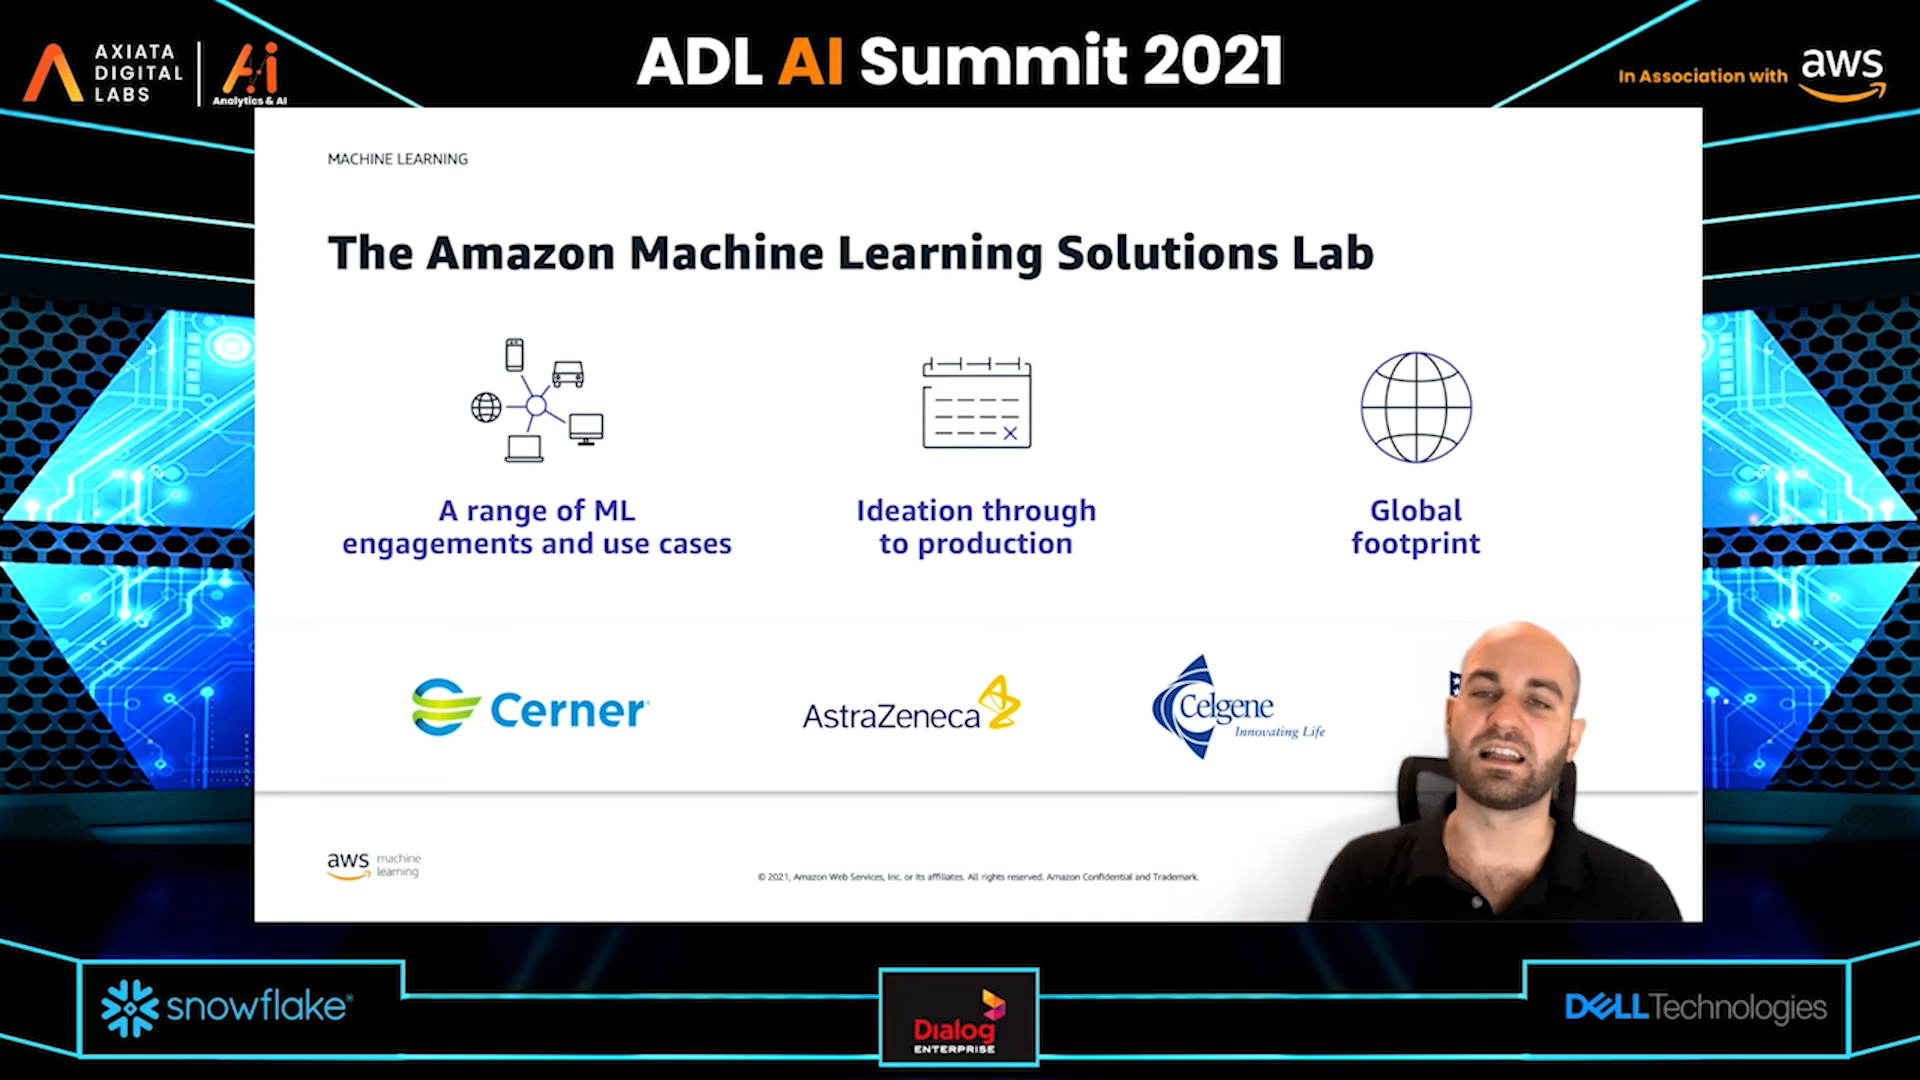 AXIATA
DIGITAL
LABS
Ai
Analytics & AI
ADL AI Summit 2021
In Association with aws
MACHINE LEARNING
The Amazon Machine Learning Solutions Lab
A range of ML
engagements and use cases
Ideation through
to production
Global
footprint
Cerner
AstraZeneca
Celgene
Innovating Life
aws machine
learning
© 2021, Amazon Web Services, Inc. or its affiliates. All rights reserved. Amazon Confidential and Trademark.
snowflake®
Dialog
ENTERPRISE
DELL Technologies